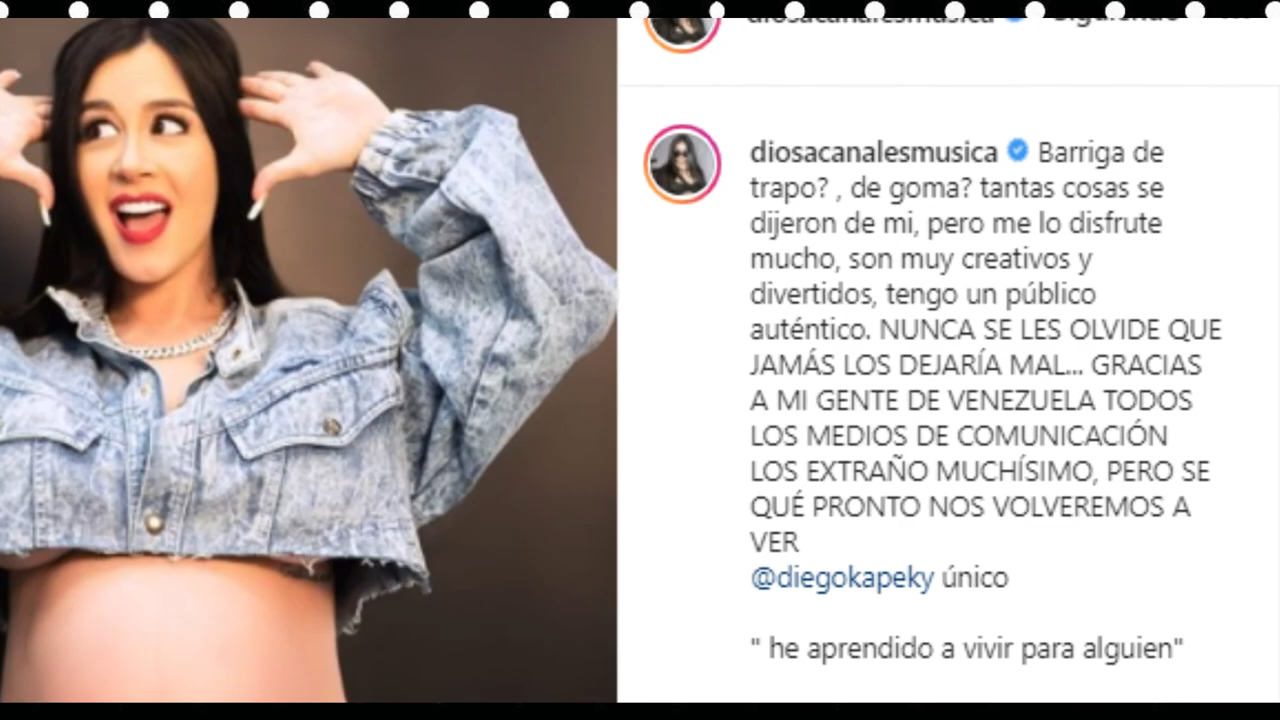 diosacanalesmusica Siguiendo
diosacanalesmusica Barriga de
trapo? , de goma? tantas cosas se
dijeron de mi, pero me lo disfrute
mucho, son muy creativos y
divertidos, tengo un público
auténtico. NUNCA SE LES OLVIDE QUE
JAMÁS LOS DEJARÍA MAL... GRACIAS
A MI GENTE DE VENEZUELA TODOS
LOS MEDIOS DE COMUNICACIÓN
LOS EXTRAÑO MUCHÍSIMO, PERO SE
QUÉ PRONTO NOS VOLVEREMOS A
VER
@diegokapeky único
" he aprendido a vivir para alguien"